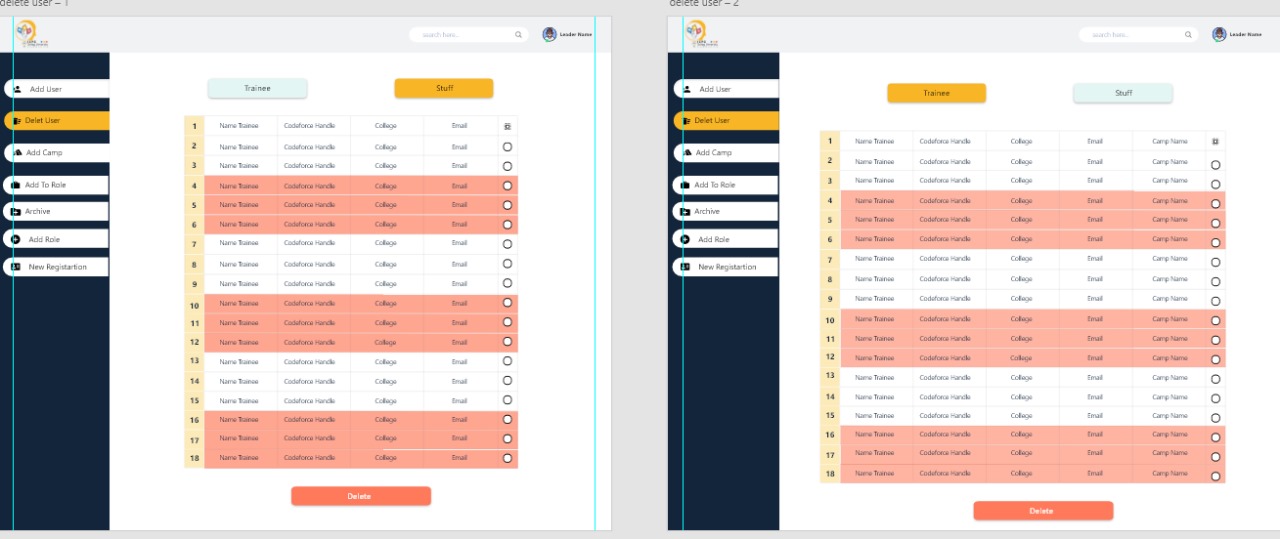 delete user – 1
search here...
Leader Name
Add User
Delet User
Add Camp
Add To Role
Archive
Add Role
New Registartion
Trainee Stuff
1 Name Trainee Codeforce Handle College Email
2 Name Trainee Codeforce Handle College Email
3 Name Trainee Codeforce Handle College Email
4 Name Trainee Codeforce Handle College Email
5 Name Trainee Codeforce Handle College Email
6 Name Trainee Codeforce Handle College Email
7 Name Trainee Codeforce Handle College Email
8 Name Trainee Codeforce Handle College Email
9 Name Trainee Codeforce Handle College Email
10 Name Trainee Codeforce Handle College Email
11 Name Trainee Codeforce Handle College Email
12 Name Trainee Codeforce Handle College Email
13 Name Trainee Codeforce Handle College Email
14 Name Trainee Codeforce Handle College Email
15 Name Trainee Codeforce Handle College Email
16 Name Trainee Codeforce Handle College Email
17 Name Trainee Codeforce Handle College Email
18 Name Trainee Codeforce Handle College Email
Delete
delete user – 2
search here...
Leader Name
Add User
Delet User
Add Camp
Add To Role
Archive
Add Role
New Registartion
Trainee Stuff
1 Name Trainee Codeforce Handle College Email Camp Name
2 Name Trainee Codeforce Handle College Email Camp Name
3 Name Trainee Codeforce Handle College Email Camp Name
4 Name Trainee Codeforce Handle College Email Camp Name
5 Name Trainee Codeforce Handle College Email Camp Name
6 Name Trainee Codeforce Handle College Email Camp Name
7 Name Trainee Codeforce Handle College Email Camp Name
8 Name Trainee Codeforce Handle College Email Camp Name
9 Name Trainee Codeforce Handle College Email Camp Name
10 Name Trainee Codeforce Handle College Email Camp Name
11 Name Trainee Codeforce Handle College Email Camp Name
12 Name Trainee Codeforce Handle College Email Camp Name
13 Name Trainee Codeforce Handle College Email Camp Name
14 Name Trainee Codeforce Handle College Email Camp Name
15 Name Trainee Codeforce Handle College Email Camp Name
16 Name Trainee Codeforce Handle College Email Camp Name
17 Name Trainee Codeforce Handle College Email Camp Name
18 Name Trainee Codeforce Handle College Email Camp Name
Delete